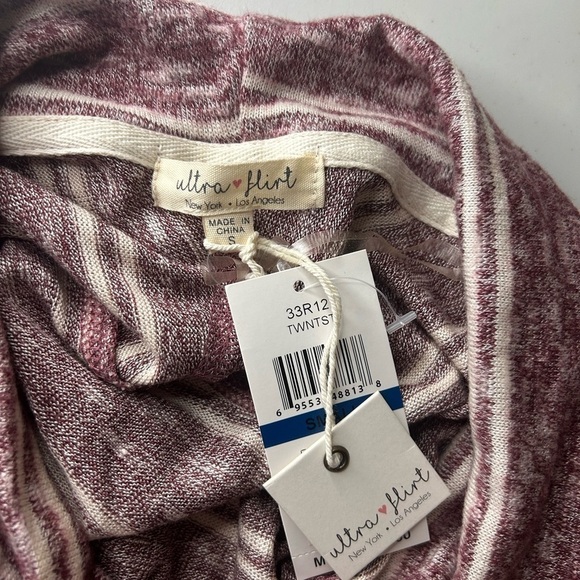 ultra ♥ flirt
New York • Los Angeles
MADE IN
CHINA
S
33R12
TWNTST
6 9553 48813 8
ultra ♥ flirt
New York • Los Angeles